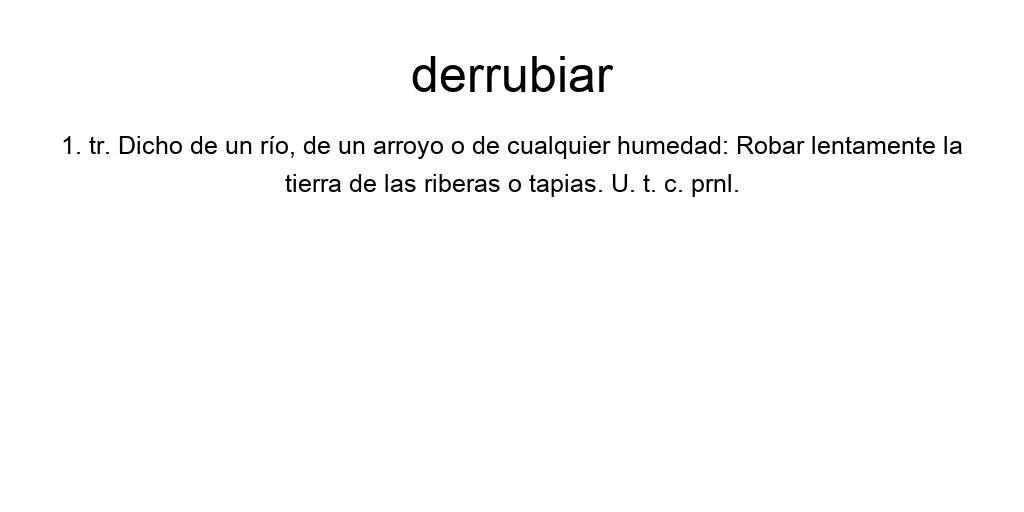 derrubiar
1. tr. Dicho de un río, de un arroyo o de cualquier humedad: Robar lentamente la
tierra de las riberas o tapias. U. t. c. prnl.